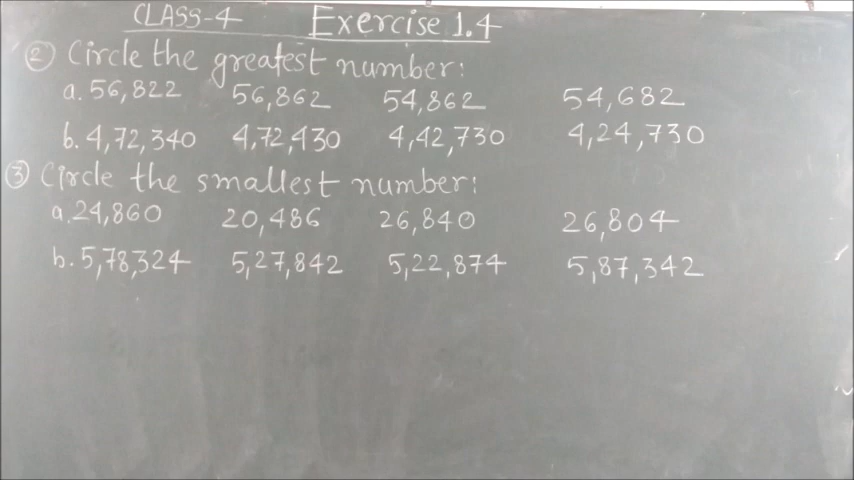 CLASS-4 Exercise 1.4
② Circle the greatest number:
a. 56,822 56,862 54,862 54,682
b. 4,72,340 4,72,430 4,42,730 4,24,730
③ Circle the smallest number:
a. 24,860 20,486 26,840 26,804
b. 5,78,324 5,27,842 5,22,874 5,87,342